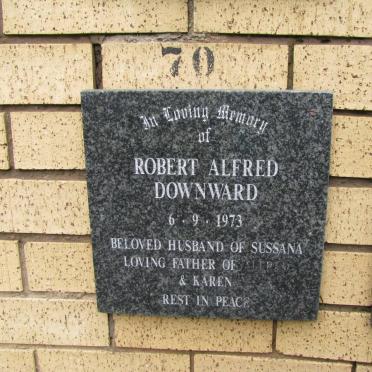 70
In Loving Memory
of
ROBERT ALFRED
DOWNWARD
6 · 9 · 1973
BELOVED HUSBAND OF SUSSANA
LOVING FATHER OF
& KAREN
REST IN PEACE